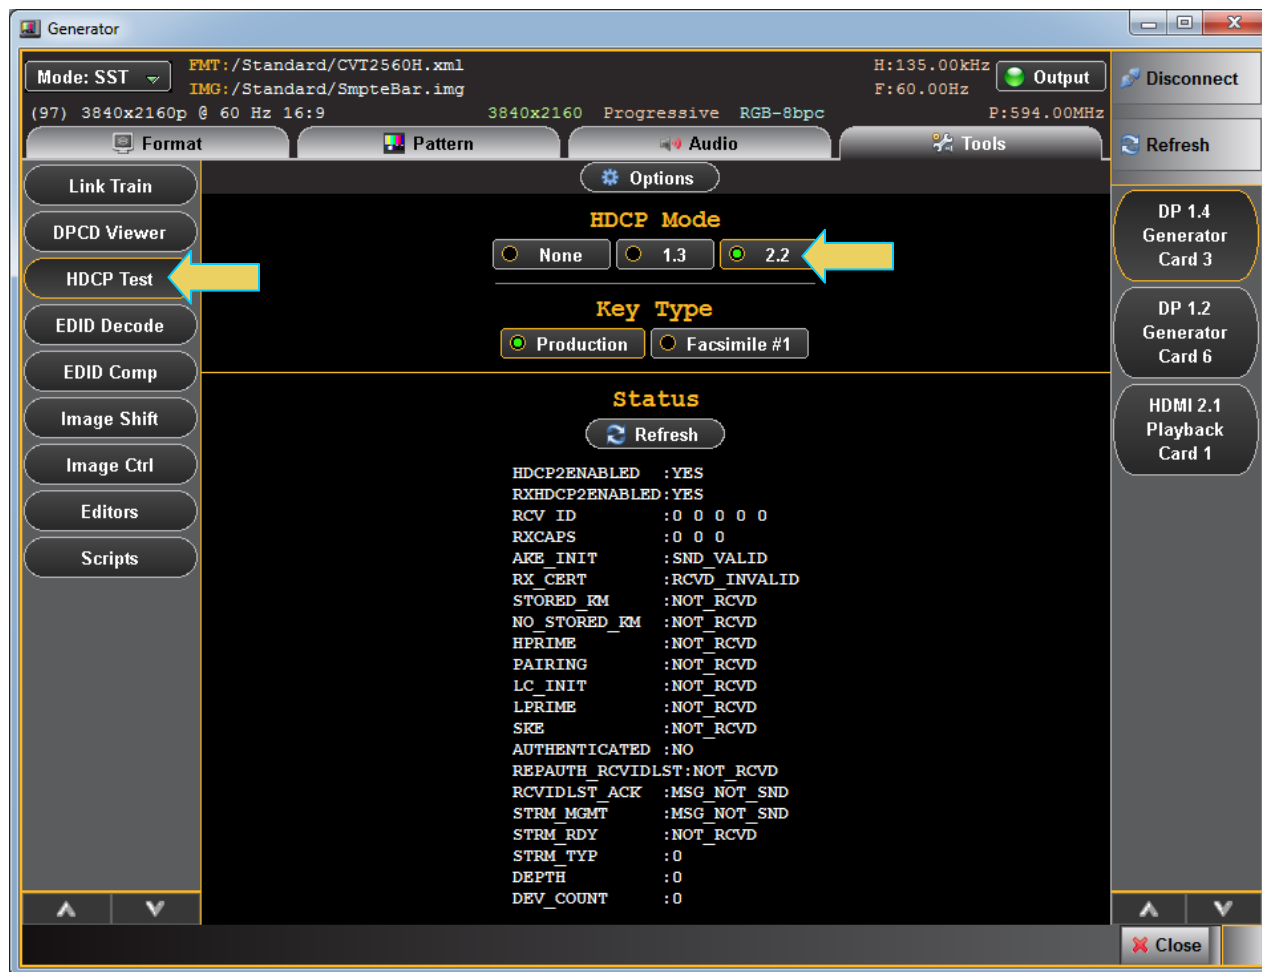 Generator
Mode: SST
FMT:/Standard/CVT2560H.xml
IMG:/Standard/SmpteBar.img
H:135.00kHz
F:60.00Hz
Output
(97) 3840x2160p @ 60 Hz 16:9
3840x2160 Progressive RGB-8bpc
P:594.00MHz
Disconnect
Refresh
Format
Pattern
Audio
Tools
Link Train
DPCD Viewer
HDCP Test
EDID Decode
EDID Comp
Image Shift
Image Ctrl
Editors
Scripts
Options
HDCP Mode
None
1.3
2.2
Key Type
Production
Facsimile #1
Status
Refresh
HDCP2ENABLED :YES
RXHDCP2ENABLED:YES
RCV ID :0 0 0 0 0
RXCAPS :0 0 0
AKE_INIT :SND_VALID
RX_CERT :RCVD_INVALID
STORED_KM :NOT_RCVD
NO_STORED_KM :NOT_RCVD
HPRIME :NOT_RCVD
PAIRING :NOT_RCVD
LC_INIT :NOT_RCVD
LPRIME :NOT_RCVD
SKE :NOT_RCVD
AUTHENTICATED :NO
REPAUTH_RCVIDLST:NOT_RCVD
RCVIDLST_ACK :MSG_NOT_SND
STRM_MGMT :MSG_NOT_SND
STRM_RDY :NOT_RCVD
STRM_TYP :0
DEPTH :0
DEV_COUNT :0
DP 1.4
Generator
Card 3
DP 1.2
Generator
Card 6
HDMI 2.1
Playback
Card 1
Close